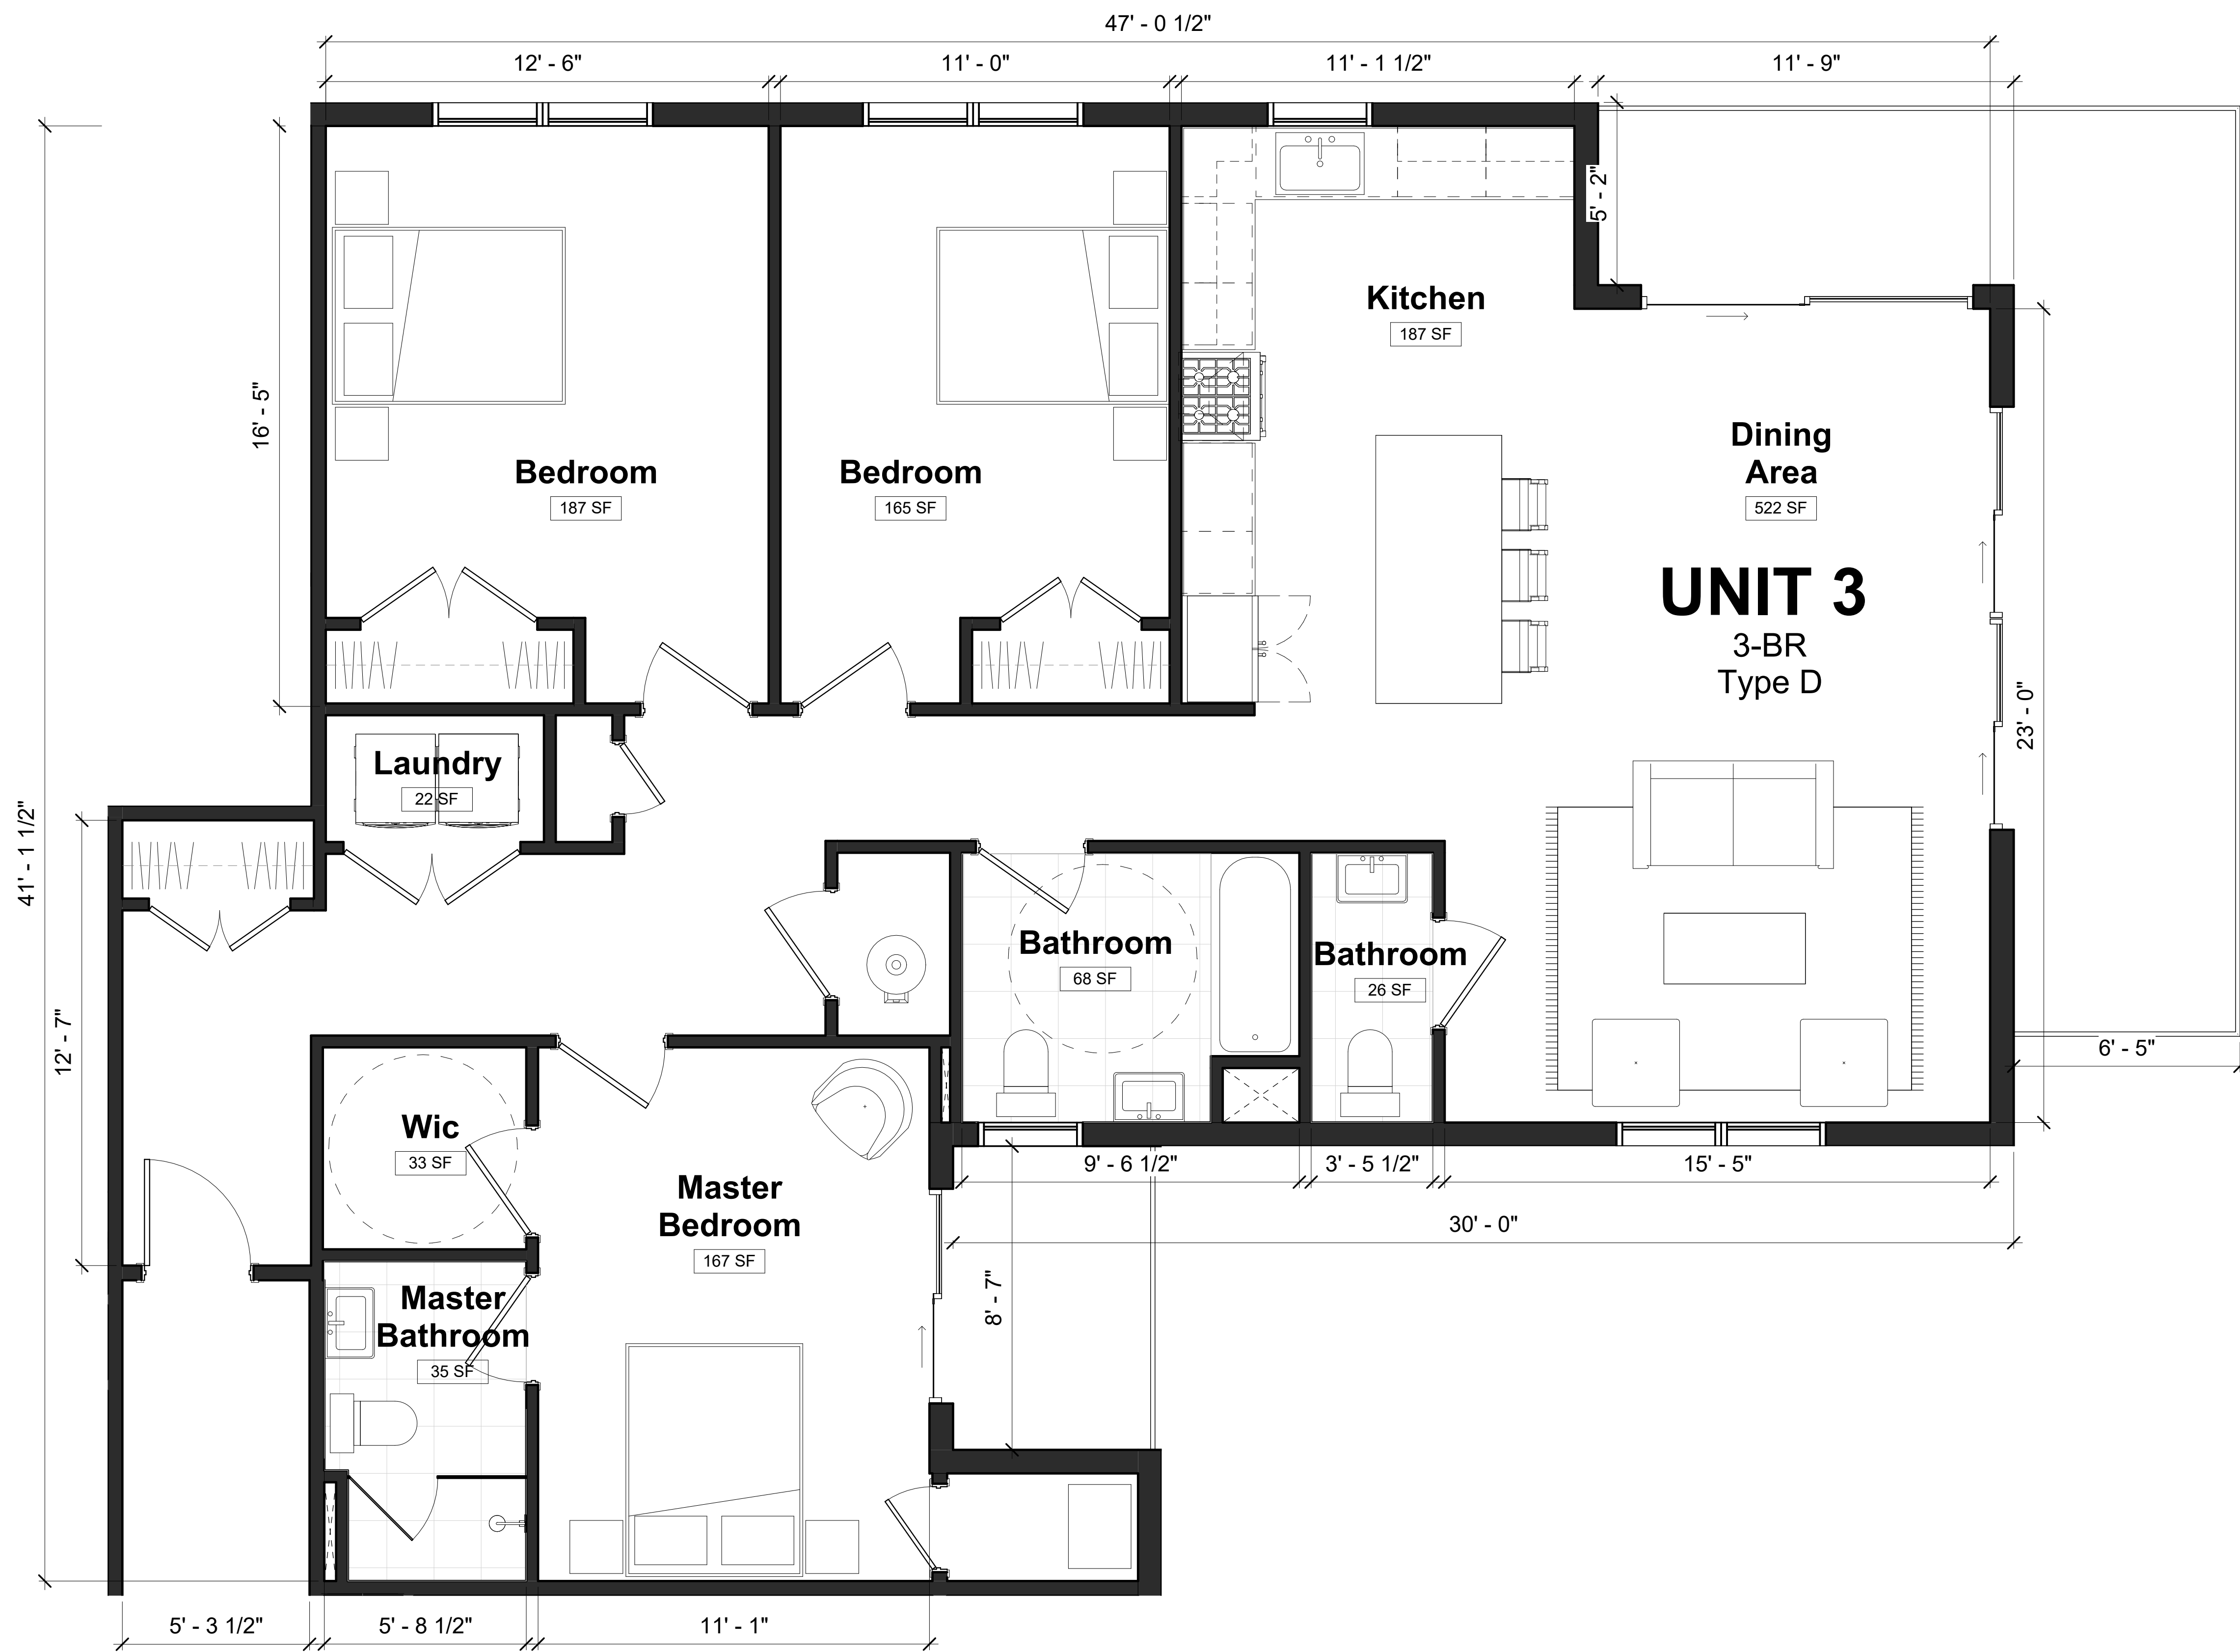 47' - 0 1/2"
12' - 6"
11' - 0"
11' - 1 1/2"
11' - 9"
5' - 2"
Kitchen
187 SF
16' - 5"
Bedroom
187 SF
Bedroom
165 SF
Dining
Area
522 SF
UNIT 3
3-BR
Type D
23' - 0"
Laundry
22 SF
41' - 1 1/2"
12' - 7"
Bathroom
68 SF
Bathroom
26 SF
6' - 5"
Wic
33 SF
Master
Bedroom
167 SF
9' - 6 1/2"
3' - 5 1/2"
15' - 5"
30' - 0"
8' - 7"
Master
Bathroom
35 SF
5' - 3 1/2"
5' - 8 1/2"
11' - 1"